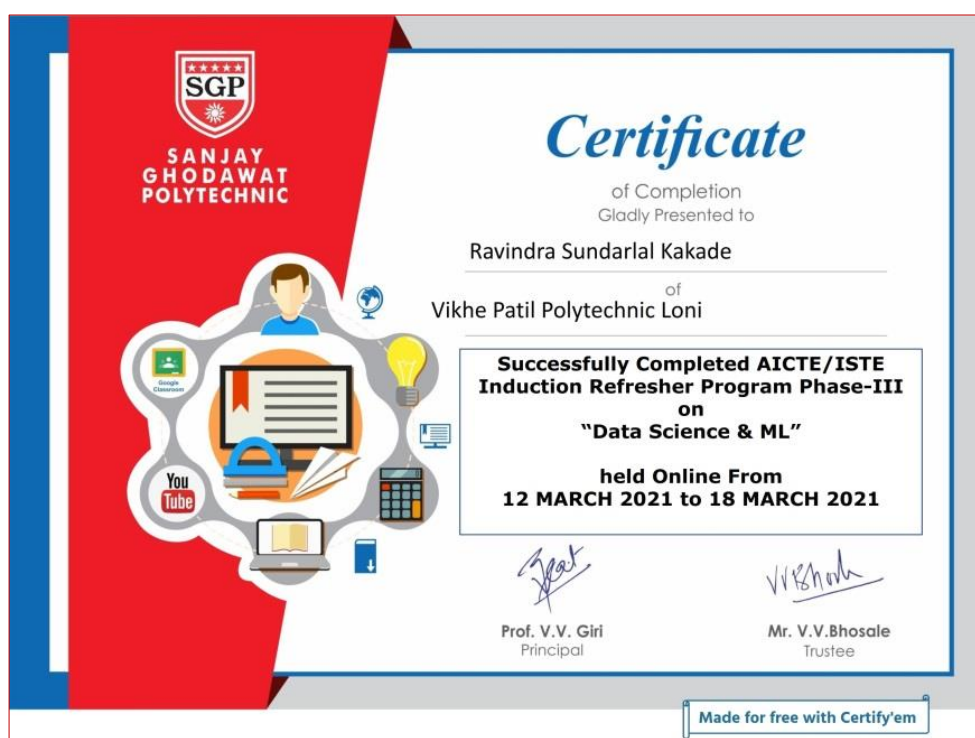 SGP
SANJAY
GHODAWAT
POLYTECHNIC
Certificate
of Completion
Gladly Presented to
Ravindra Sundarlal Kakade
of
Vikhe Patil Polytechnic Loni
Successfully Completed AICTE/ISTE
Induction Refresher Program Phase-III
on
“Data Science & ML”
held Online From
12 MARCH 2021 to 18 MARCH 2021
Google
Classroom
You
Tube
Prof. V.V. Giri
Principal
Mr. V.V.Bhosale
Trustee
Made for free with Certify'em